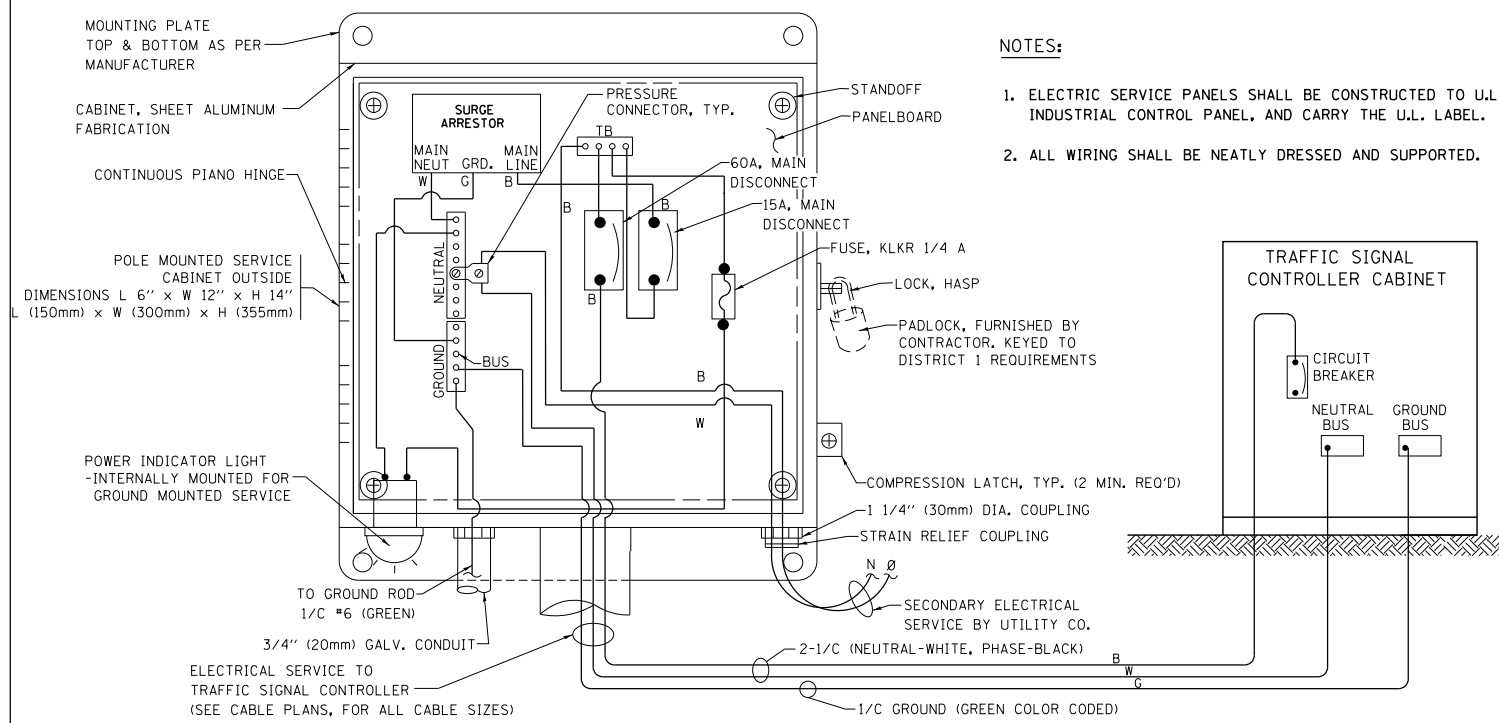 MOUNTING PLATE
TOP & BOTTOM AS PER
MANUFACTURER
CABINET, SHEET ALUMINUM
FABRICATION
CONTINUOUS PIANO HINGE
POLE MOUNTED SERVICE
CABINET OUTSIDE
DIMENSIONS L 6'' x W 12'' x H 14''
L (150mm) x W (300mm) x H (355mm)
POWER INDICATOR LIGHT
-INTERNALLY MOUNTED FOR
GROUND MOUNTED SERVICE
SURGE
ARRESTOR
MAIN
NEUT
GRD.
MAIN
LINE
W
G
B
PRESSURE
CONNECTOR, TYP.
TB
60A, MAIN
DISCONNECT
15A, MAIN
DISCONNECT
B
B
B
NEUTRAL
GROUND
BUS
B
W
STANDOFF
PANELBOARD
FUSE, KLKR 1/4 A
LOCK, HASP
PADLOCK, FURNISHED BY
CONTRACTOR. KEYED TO
DISTRICT 1 REQUIREMENTS
COMPRESSION LATCH, TYP. (2 MIN. REQ'D)
1 1/4'' (30mm) DIA. COUPLING
STRAIN RELIEF COUPLING
N Ø
SECONDARY ELECTRICAL
SERVICE BY UTILITY CO.
TO GROUND ROD
1/C #6 (GREEN)
3/4'' (20mm) GALV. CONDUIT
ELECTRICAL SERVICE TO
TRAFFIC SIGNAL CONTROLLER
(SEE CABLE PLANS, FOR ALL CABLE SIZES)
2-1/C (NEUTRAL-WHITE, PHASE-BLACK)
B
W
G
1/C GROUND (GREEN COLOR CODED)
NOTES:
1. ELECTRIC SERVICE PANELS SHALL BE CONSTRUCTED TO U.L
INDUSTRIAL CONTROL PANEL, AND CARRY THE U.L. LABEL.
2. ALL WIRING SHALL BE NEATLY DRESSED AND SUPPORTED.
TRAFFIC SIGNAL
CONTROLLER CABINET
CIRCUIT
BREAKER
NEUTRAL
BUS
GROUND
BUS